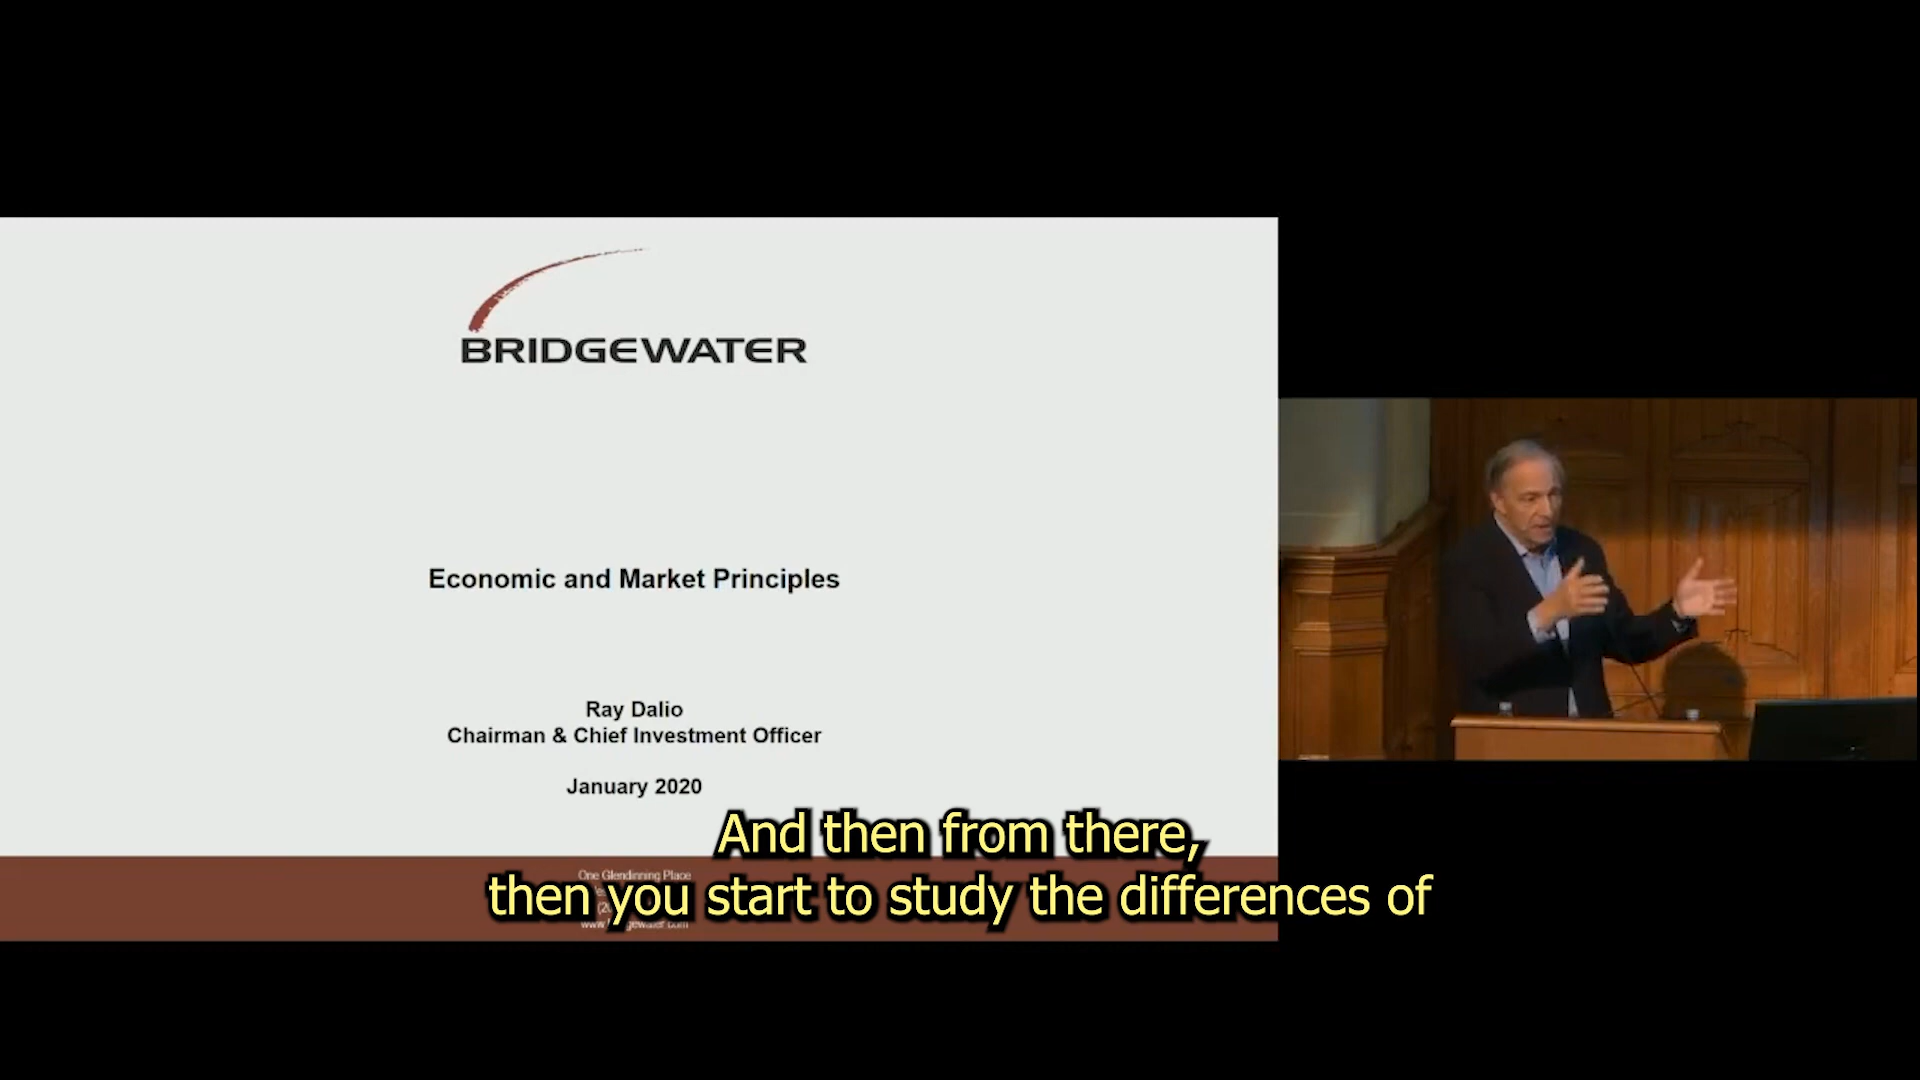 BRIDGEWATER
Economic and Market Principles
Ray Dalio
Chairman & Chief Investment Officer
January 2020
One Glendinning Place
And then from there,
then you start to study the differences of